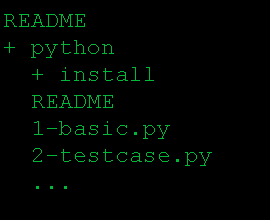 README
+ python
+ install
README
1-basic.py
2-testcase.py
...